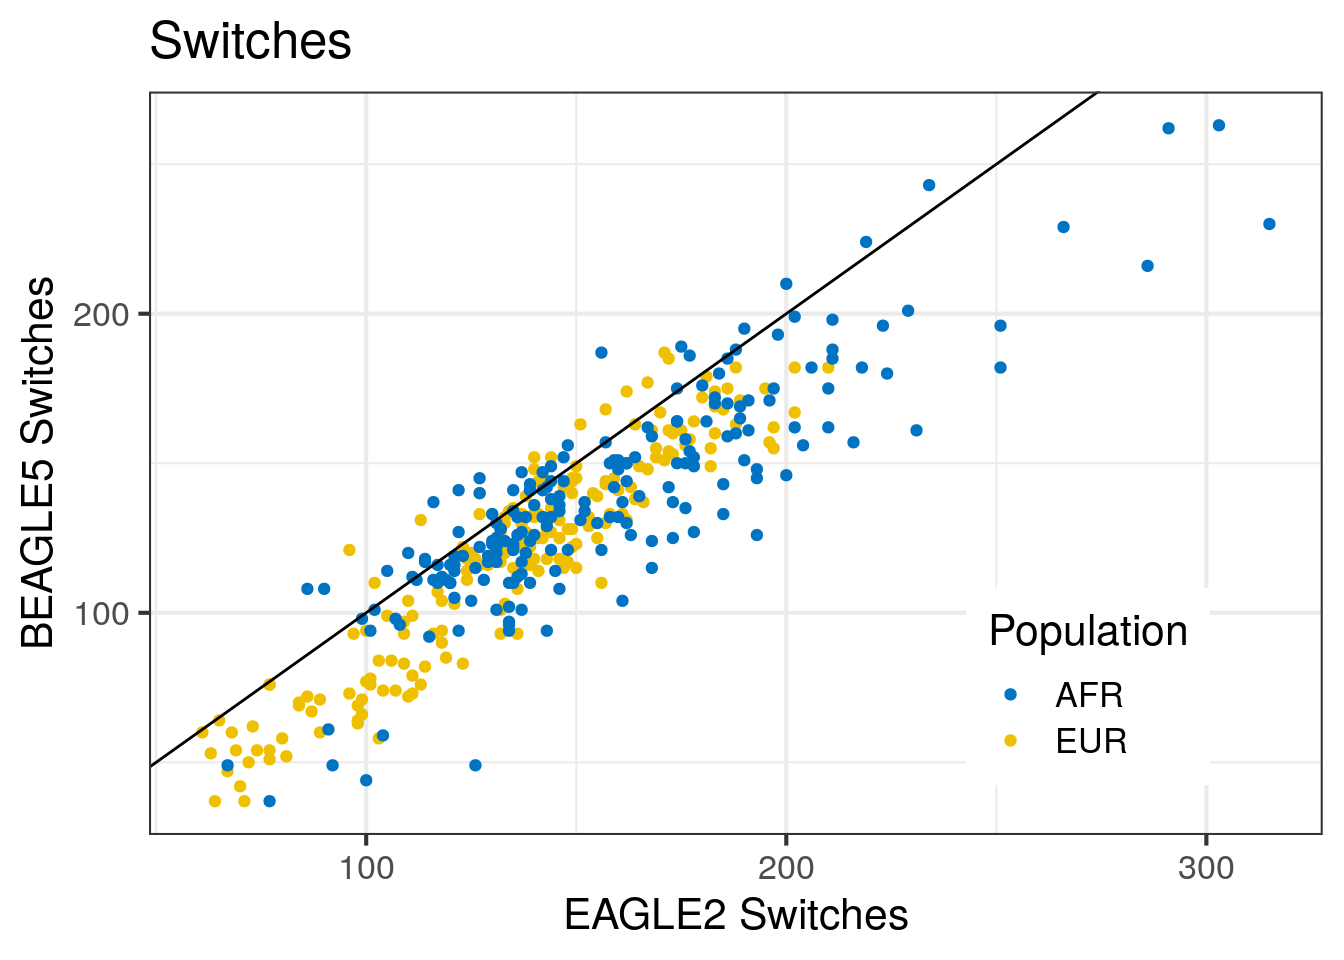 Switches
BEAGLE5 Switches
200
100
100
200
300
EAGLE2 Switches
Population
AFR
EUR